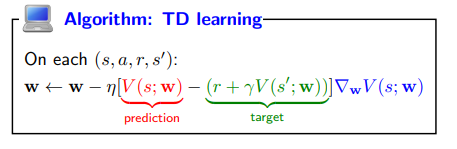 Algorithm: TD learning
On each (s, a, r, s′):
w ← w − η[V(s; w) − (r + γV(s′; w))]∇wV(s; w)
prediction target